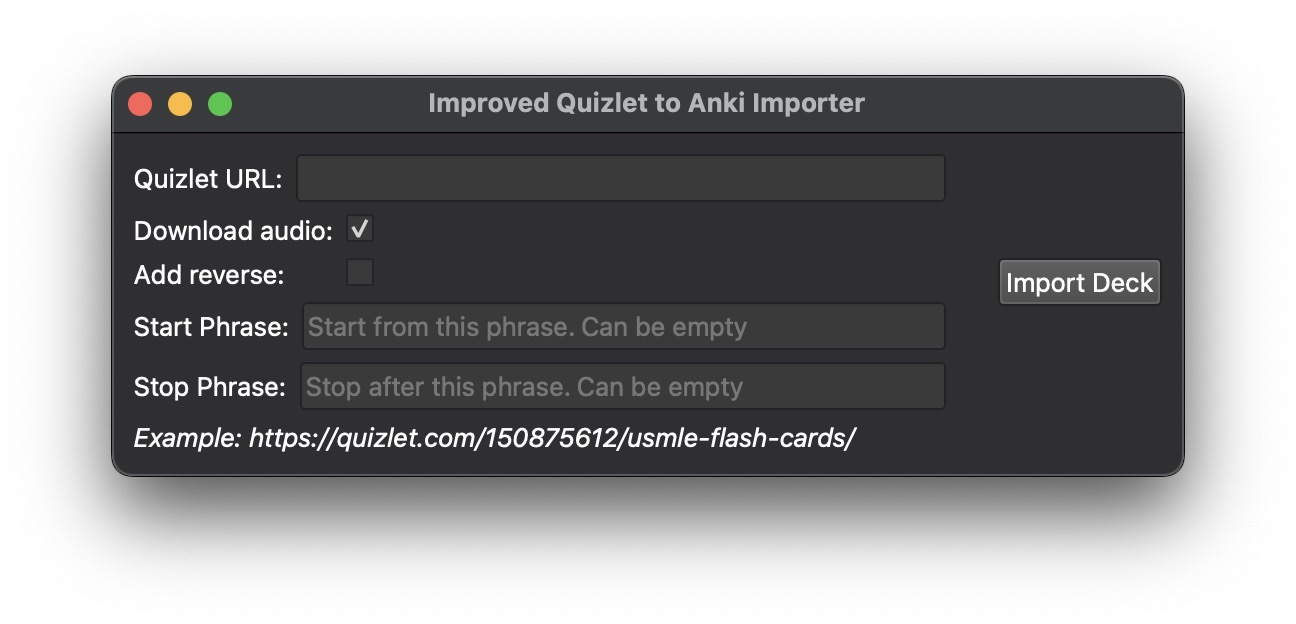 Improved Quizlet to Anki Importer
Quizlet URL:
Download audio:
Add reverse:
Import Deck
Start Phrase: Start from this phrase. Can be empty
Stop Phrase: Stop after this phrase. Can be empty
Example: https://quizlet.com/150875612/usmle-flash-cards/